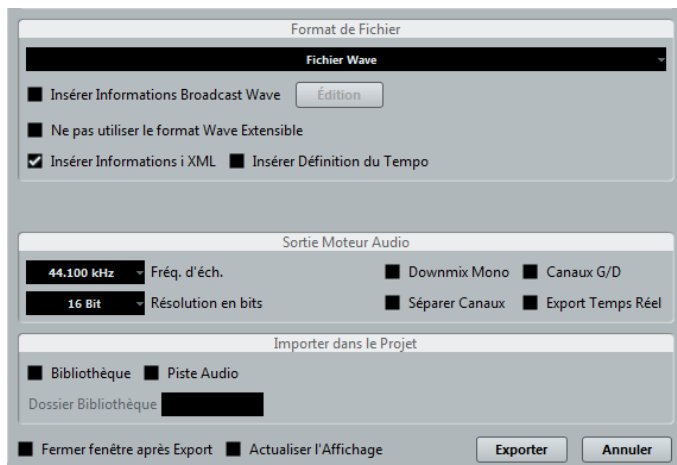 Format de Fichier
Fichier Wave
Insérer Informations Broadcast Wave Édition
Ne pas utiliser le format Wave Extensible
Insérer Informations i XML Insérer Définition du Tempo
Sortie Moteur Audio
44.100 kHz Fréq. d'éch. Downmix Mono Canaux G/D
16 Bit Résolution en bits Séparer Canaux Export Temps Réel
Importer dans le Projet
Bibliothèque Piste Audio
Dossier Bibliothèque
Fermer fenêtre après Export Actualiser l'Affichage Exporter Annuler